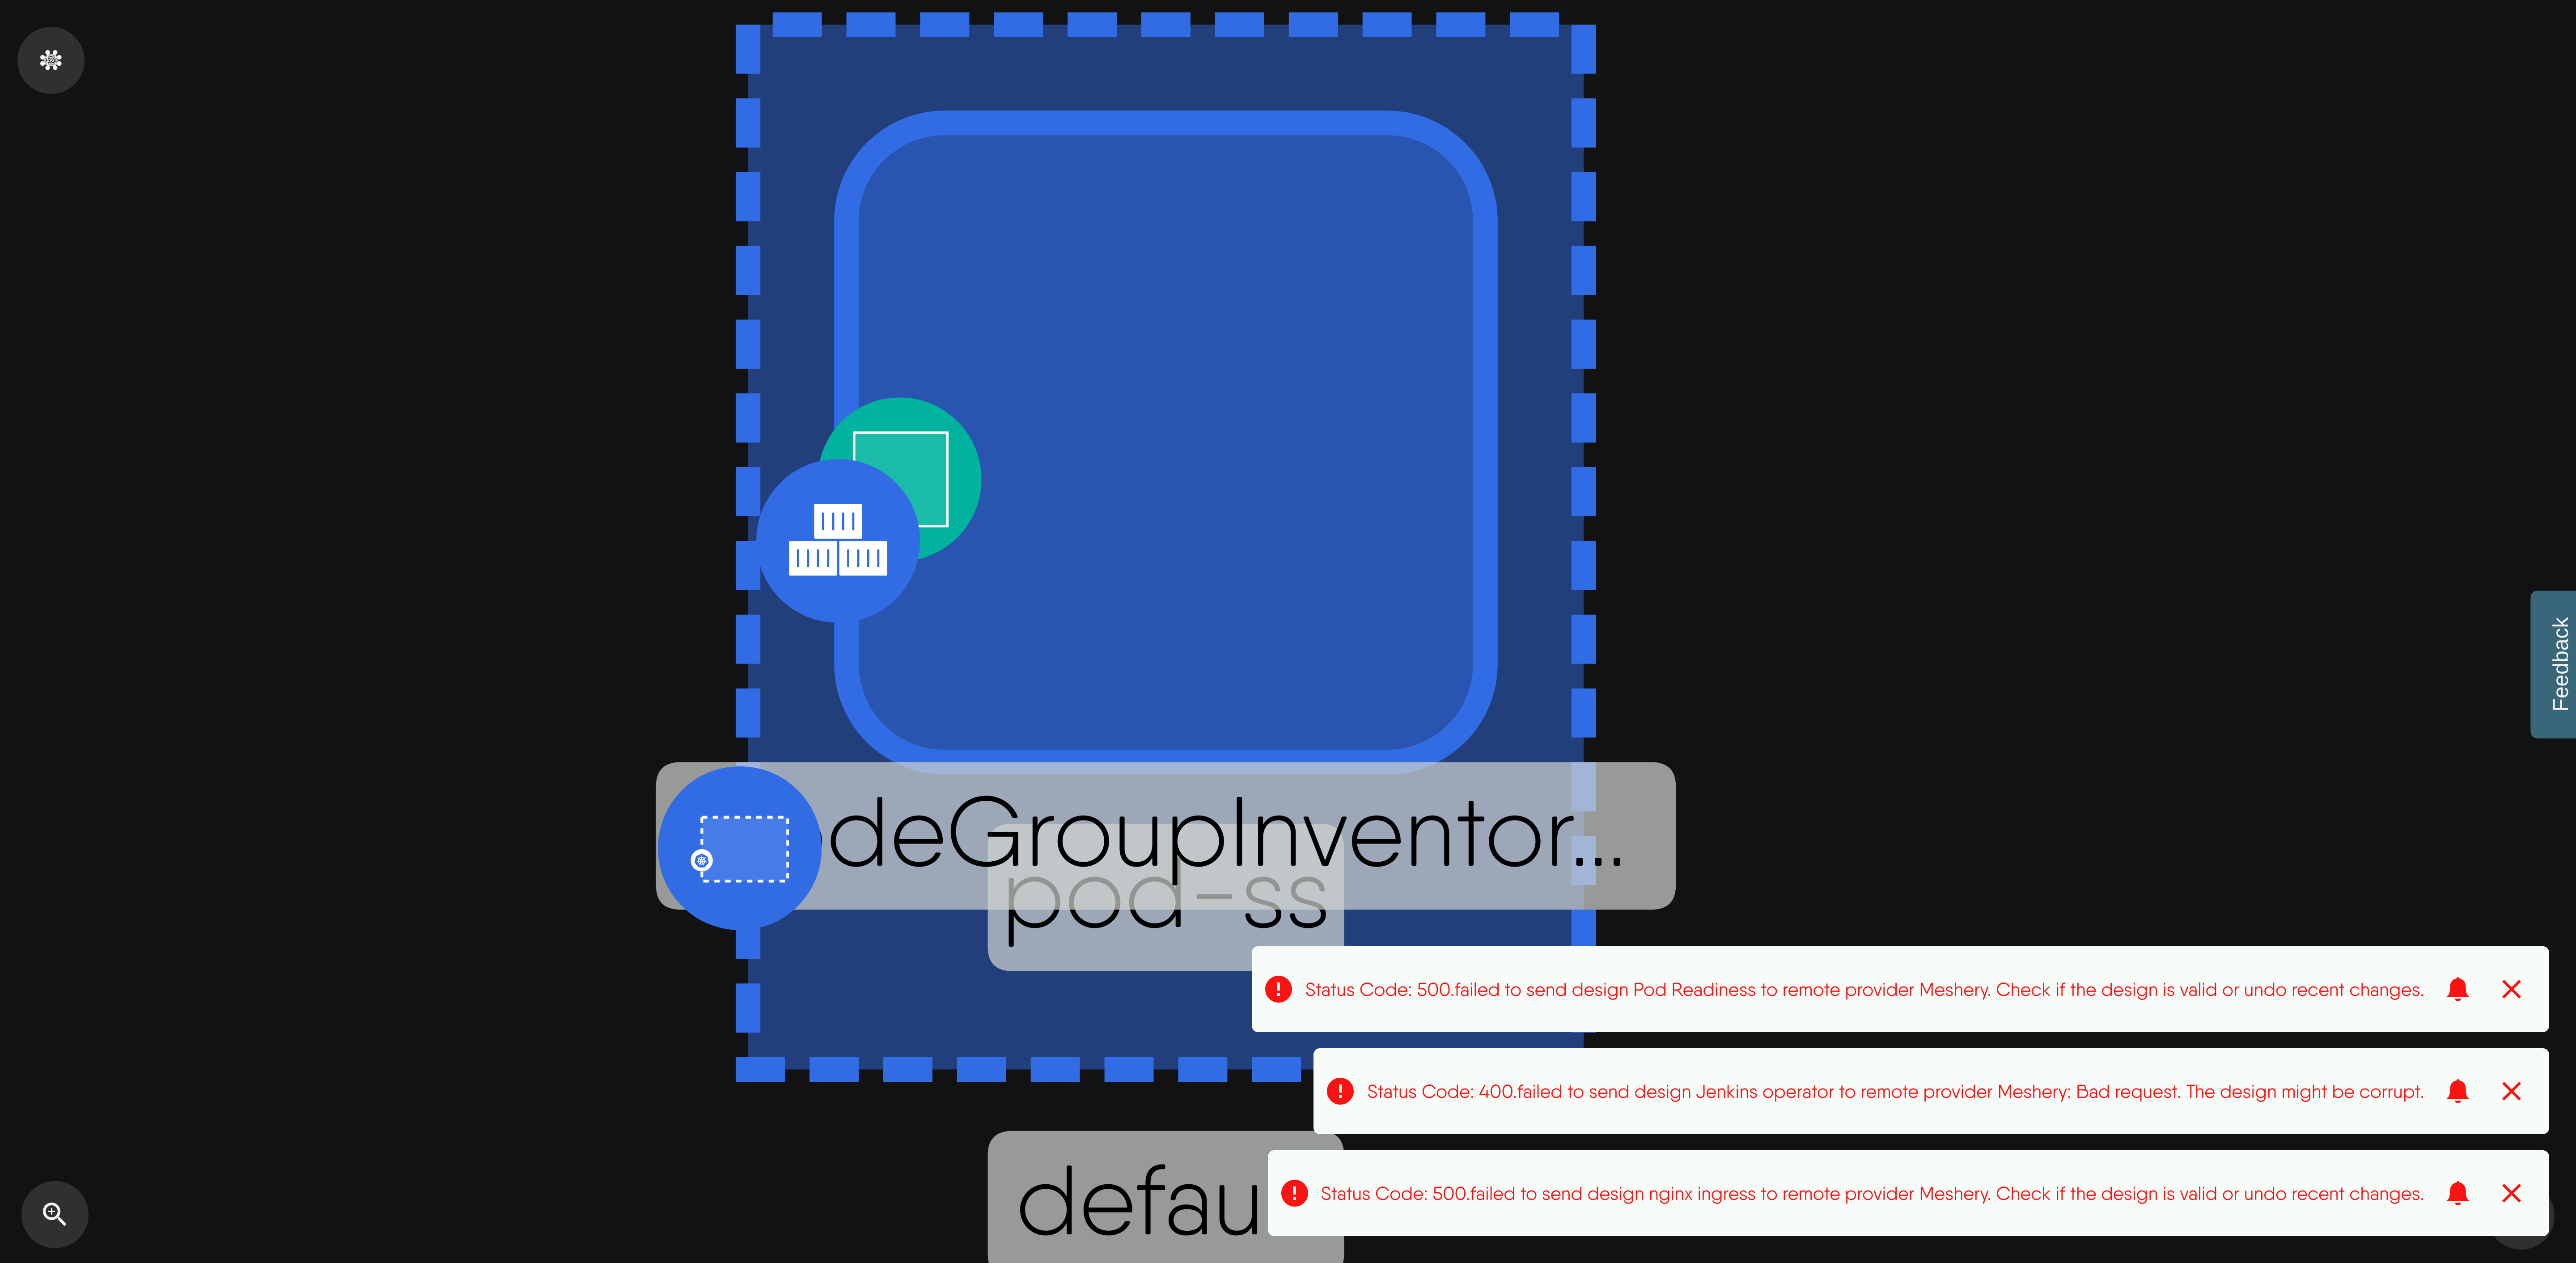 deGroupInventor...
pod-ss
Status Code: 500.failed to send design Pod Readiness to remote provider Meshery. Check if the design is valid or undo recent changes.
Status Code: 400.failed to send design Jenkins operator to remote provider Meshery: Bad request. The design might be corrupt.
defau
Status Code: 500.failed to send design nginx ingress to remote provider Meshery. Check if the design is valid or undo recent changes.
Feedback